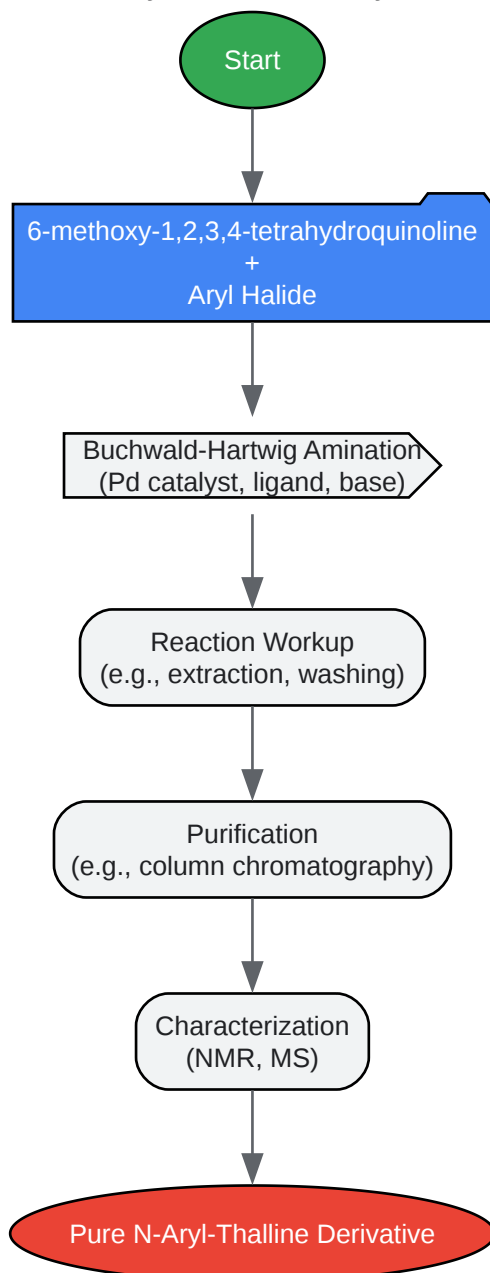 Start
6-methoxy-1,2,3,4-tetrahydroquinoline
+
Aryl Halide
Buchwald-Hartwig Amination
(Pd catalyst, ligand, base)
Reaction Workup
(e.g., extraction, washing)
Purification
(e.g., column chromatography)
Characterization
(NMR, MS)
Pure N-Aryl-Thalline Derivative